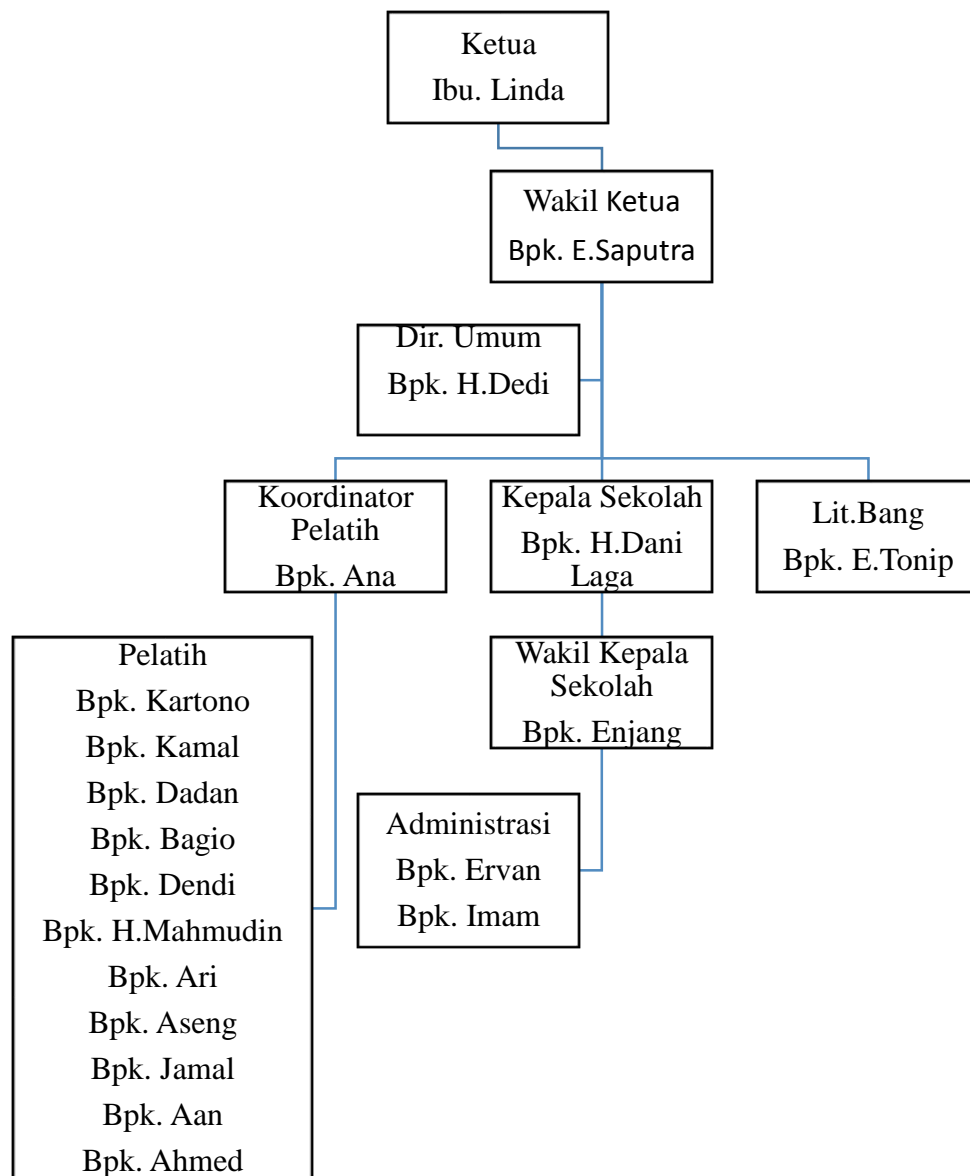 Ketua
Ibu. Linda
Wakil Ketua
Bpk. E.Saputra
Dir. Umum
Bpk. H.Dedi
Koordinator
Pelatih
Bpk. Ana
Kepala Sekolah
Bpk. H.Dani
Laga
Lit.Bang
Bpk. E.Tonip
Pelatih
Bpk. Kartono
Bpk. Kamal
Bpk. Dadan
Bpk. Bagio
Bpk. Dendi
Bpk. H.Mahmudin
Bpk. Ari
Bpk. Aseng
Bpk. Jamal
Bpk. Aan
Bpk. Ahmed
Wakil Kepala
Sekolah
Bpk. Enjang
Administrasi
Bpk. Ervan
Bpk. Imam